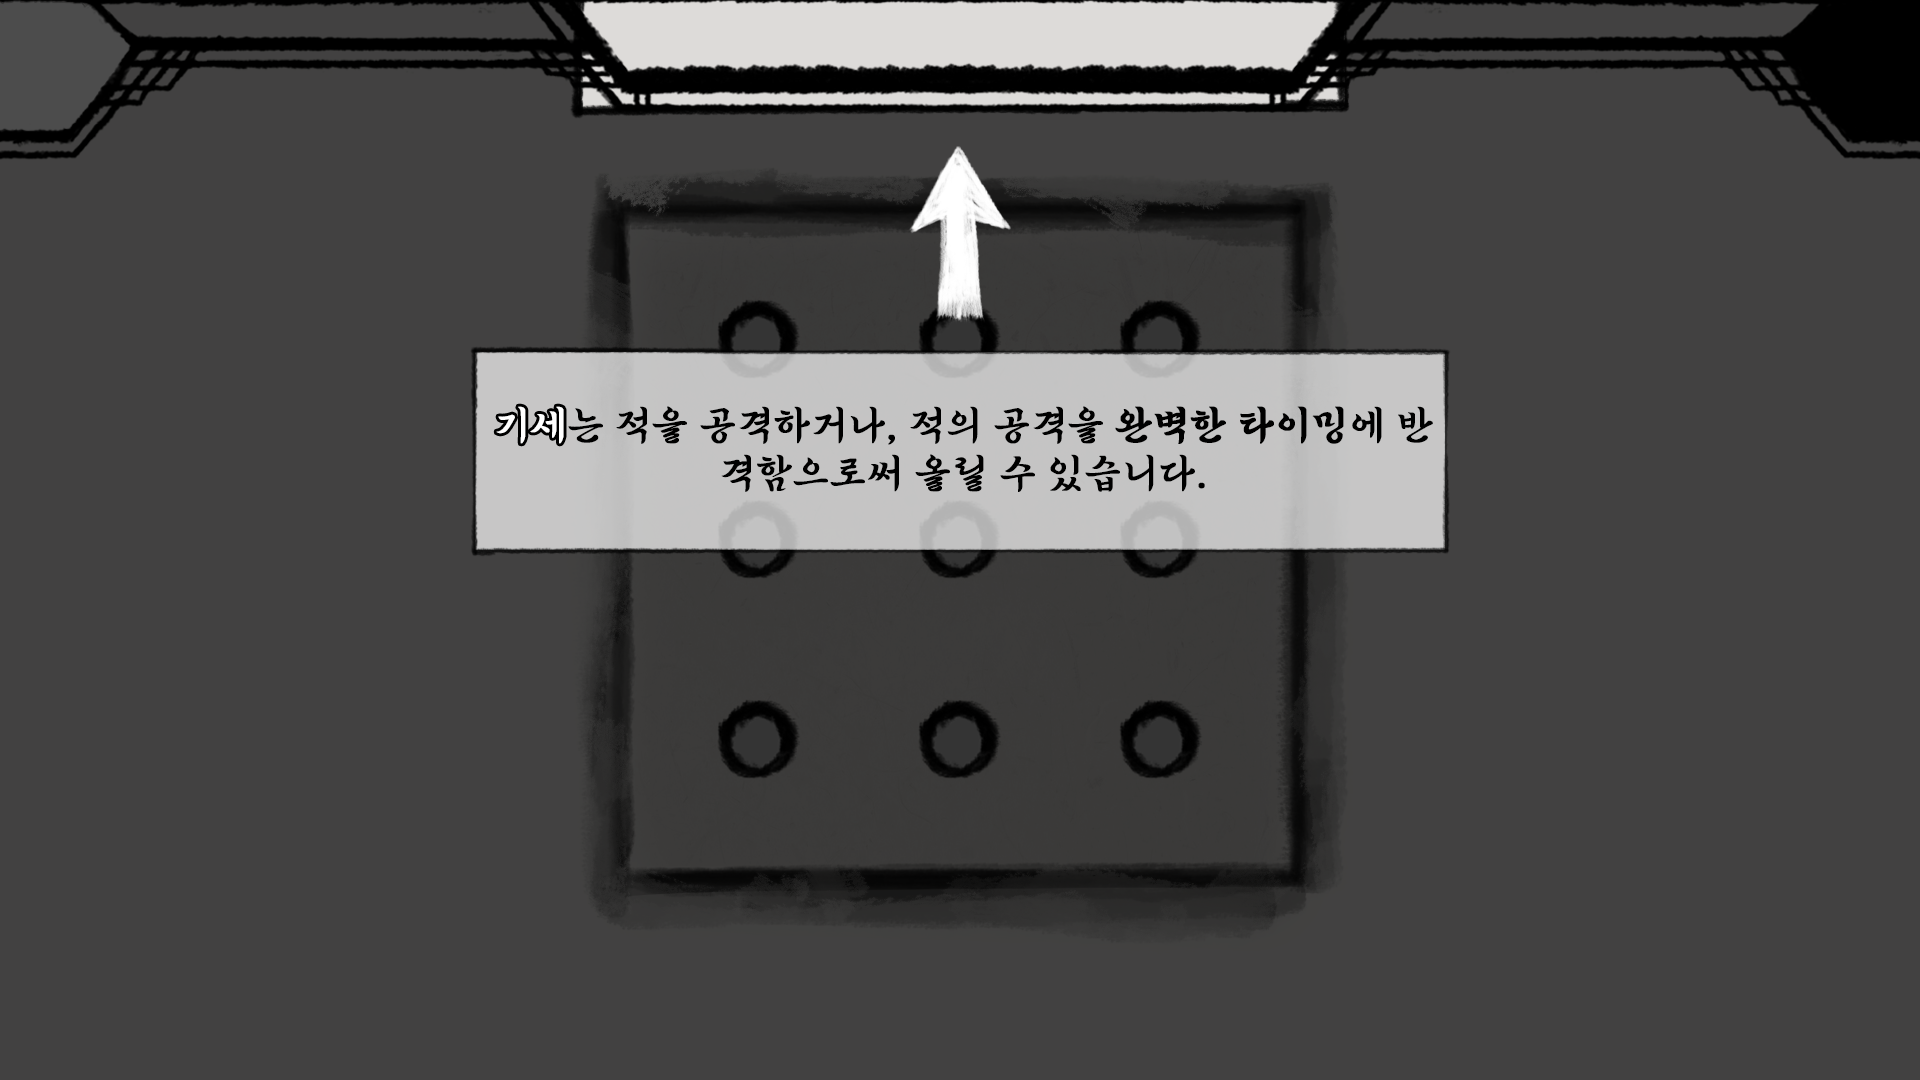 기세는 적을 공격하거나, 적의 공격을 완벽한 타이밍에 반
격함으로써 올릴 수 있습니다.